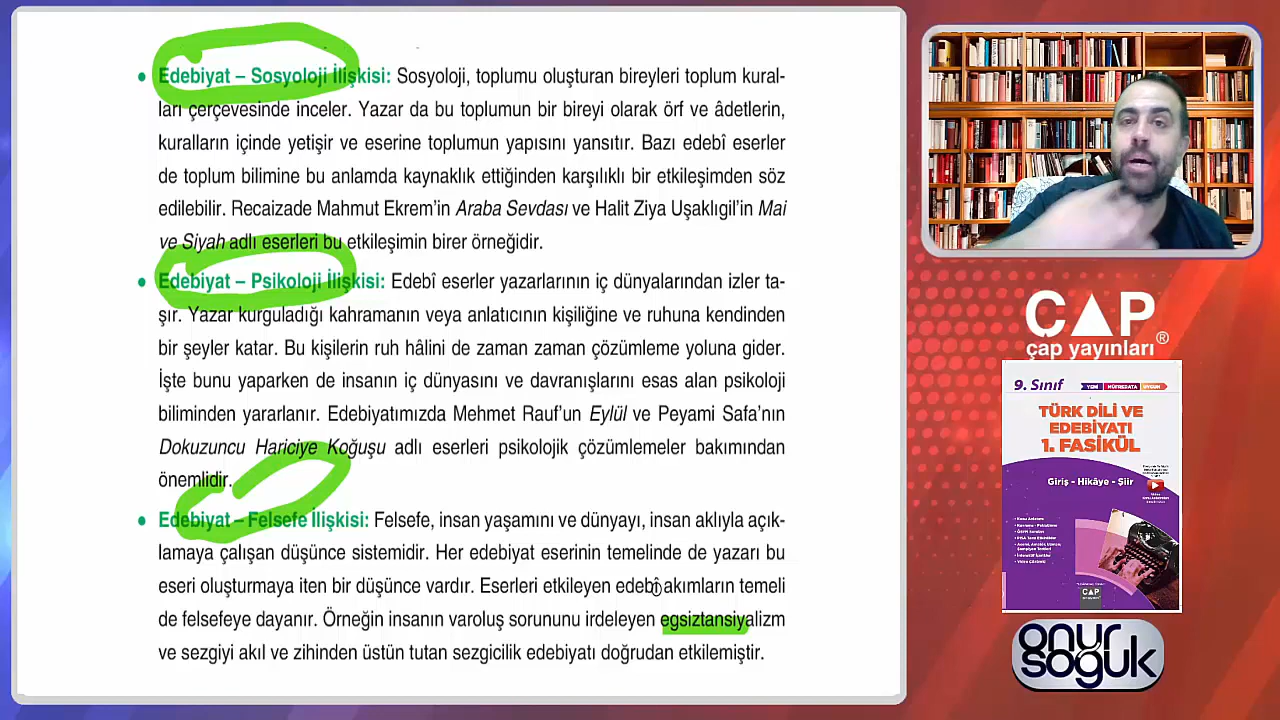 • Edebiyat – Sosyoloji İlişkisi: Sosyoloji, toplumu oluşturan bireyleri toplum kural-
ları çerçevesinde inceler. Yazar da bu toplumun bir bireyi olarak örf ve âdetlerin,
kuralların içinde yetişir ve eserine toplumun yapısını yansıtır. Bazı edebî eserler
de toplum bilimine bu anlamda kaynaklık ettiğinden karşılıklı bir etkileşimden söz
edilebilir. Recaizade Mahmut Ekrem'in Araba Sevdası ve Halit Ziya Uşaklıgil'in Mai
ve Siyah adlı eserleri bu etkileşimin birer örneğidir.
• Edebiyat – Psikoloji İlişkisi: Edebî eserler yazarlarının iç dünyalarından izler ta-
şır. Yazar kurguladığı kahramanın veya anlatıcının kişiliğine ve ruhuna kendinden
bir şeyler katar. Bu kişilerin ruh hâlini de zaman zaman çözümleme yoluna gider.
İşte bunu yaparken de insanın iç dünyasını ve davranışlarını esas alan psikoloji
biliminden yararlanır. Edebiyatımızda Mehmet Rauf'un Eylül ve Peyami Safa'nın
Dokuzuncu Hariciye Koğuşu adlı eserleri psikolojik çözümlemeler bakımından
önemlidir.
• Edebiyat – Felsefe İlişkisi: Felsefe, insan yaşamını ve dünyayı, insan aklıyla açık-
lamaya çalışan düşünce sistemidir. Her edebiyat eserinin temelinde de yazarı bu
eseri oluşturmaya iten bir düşünce vardır. Eserleri etkileyen edebî akımların temeli
de felsefeye dayanır. Örneğin insanın varoluş sorununu irdeleyen egsiztansiyalizm
ve sezgiyi akıl ve zihinden üstün tutan sezgicilik edebiyatı doğrudan etkilemiştir.
ÇAP®
çap yayınları
9. Sınıf
YENİ MÜFREDATA UYGUN
TÜRK DİLİ VE
EDEBİYATI
1. FASİKÜL
Giriş - Hikâye - Şiir
ÇAP
onur
soğuk